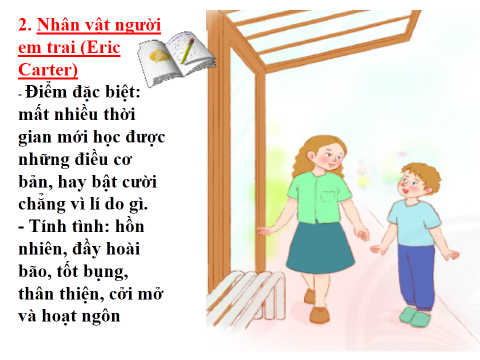 2. Nhân vât người
em trai (Eric
Carter)
- Điểm đặc biệt:
mất nhiều thời
gian mới học được
những điều cơ
bản, hay bật cười
chẳng vì lí do gì.
- Tính tình: hồn
nhiên, đầy hoài
bão, tốt bụng,
thân thiện, cởi mở
và hoạt ngôn